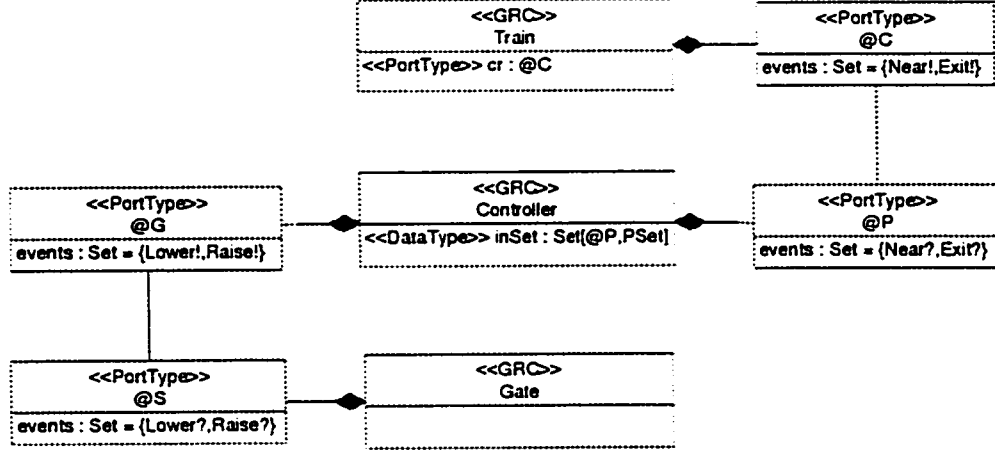 <<GRC>>
Train
<<PortType>> cr : @C
<<PortType>>
@C
events : Set = {Near!,Exit!}
<<PortType>>
@G
events : Set = {Lower!,Raise!}
<<GRC>>
Controller
<<DataType>> inSet : Set[@P,PSet]
<<PortType>>
@P
events : Set = {Near?,Exit?}
<<PortType>>
@S
events : Set = {Lower?,Raise?}
<<GRC>>
Gate